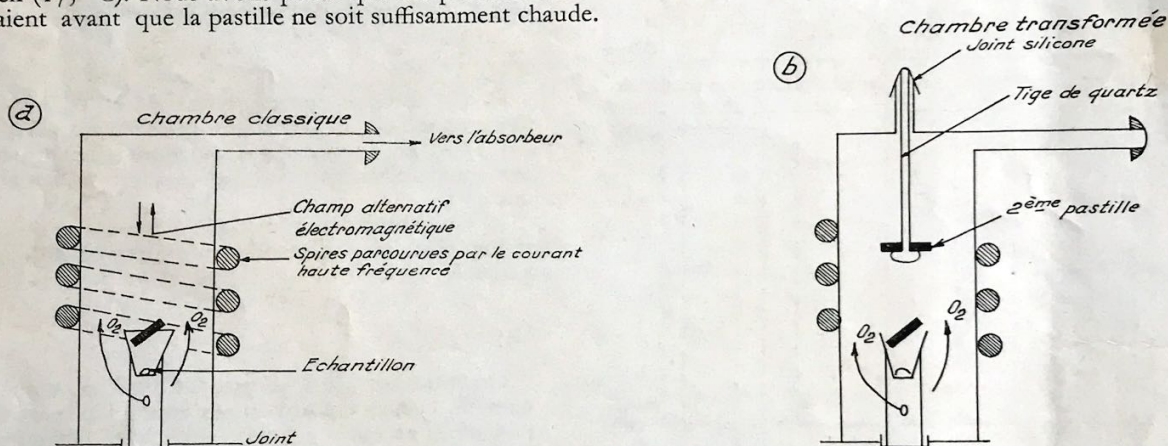 aient avant que la pastille ne soit suffisamment chaude.
a
Chambre classique
Vers l'absorbeur
Champ alternatif
électromagnétique
Spires parcourues par le courant
haute fréquence
O2
O2
Echantillon
Joint
b
Chambre transformée
Joint silicone
Tige de quartz
2ème pastille
O2
O2